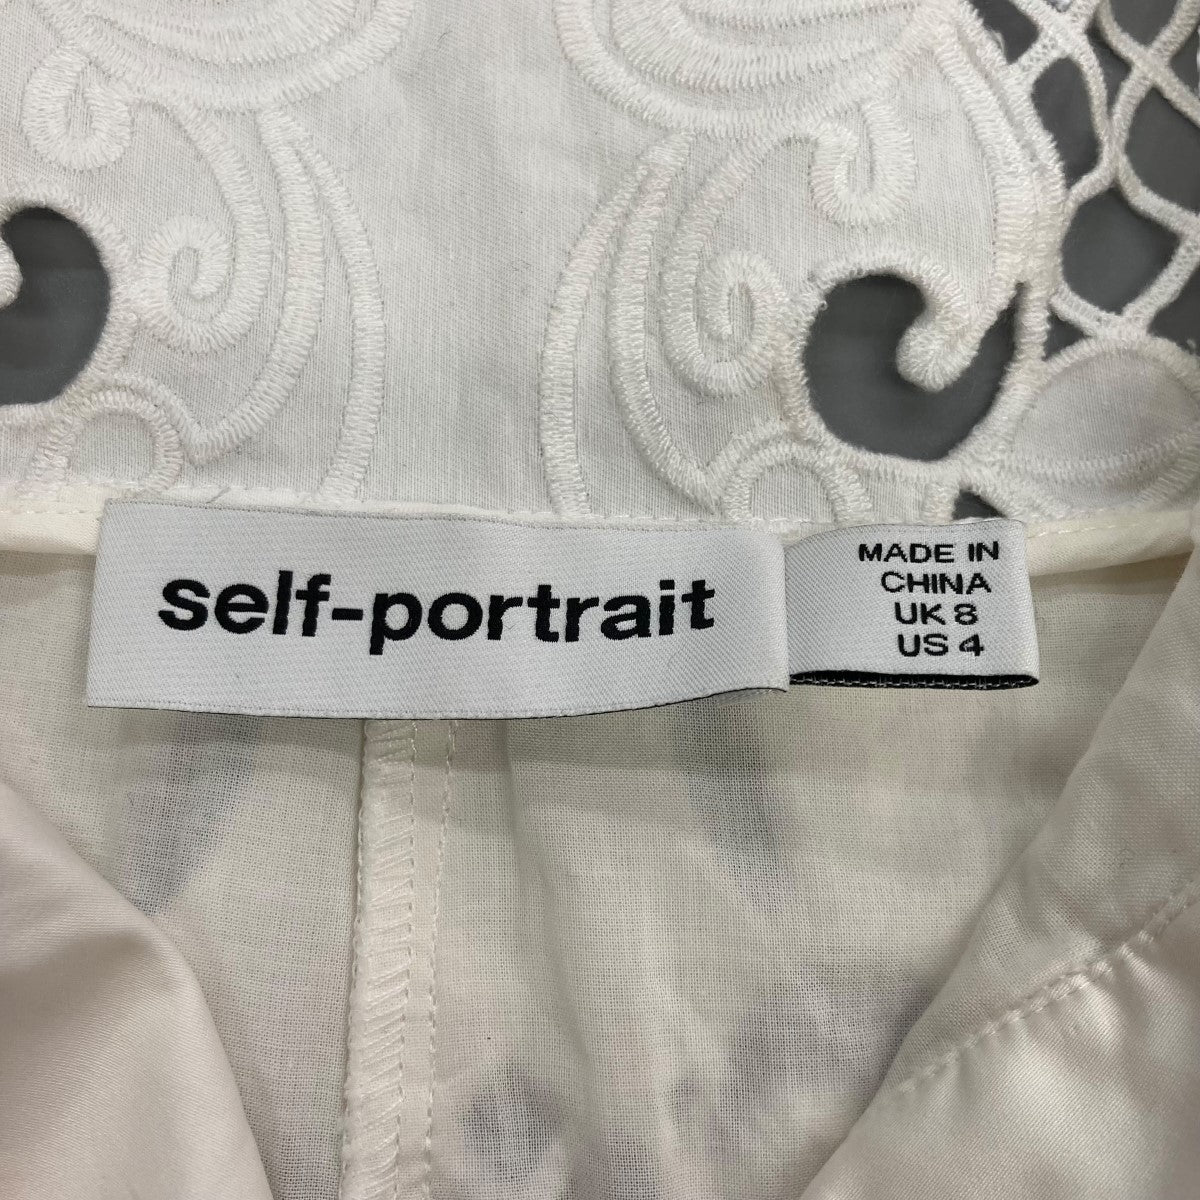 self-portrait
MADE IN
CHINA
UK 8
US 4